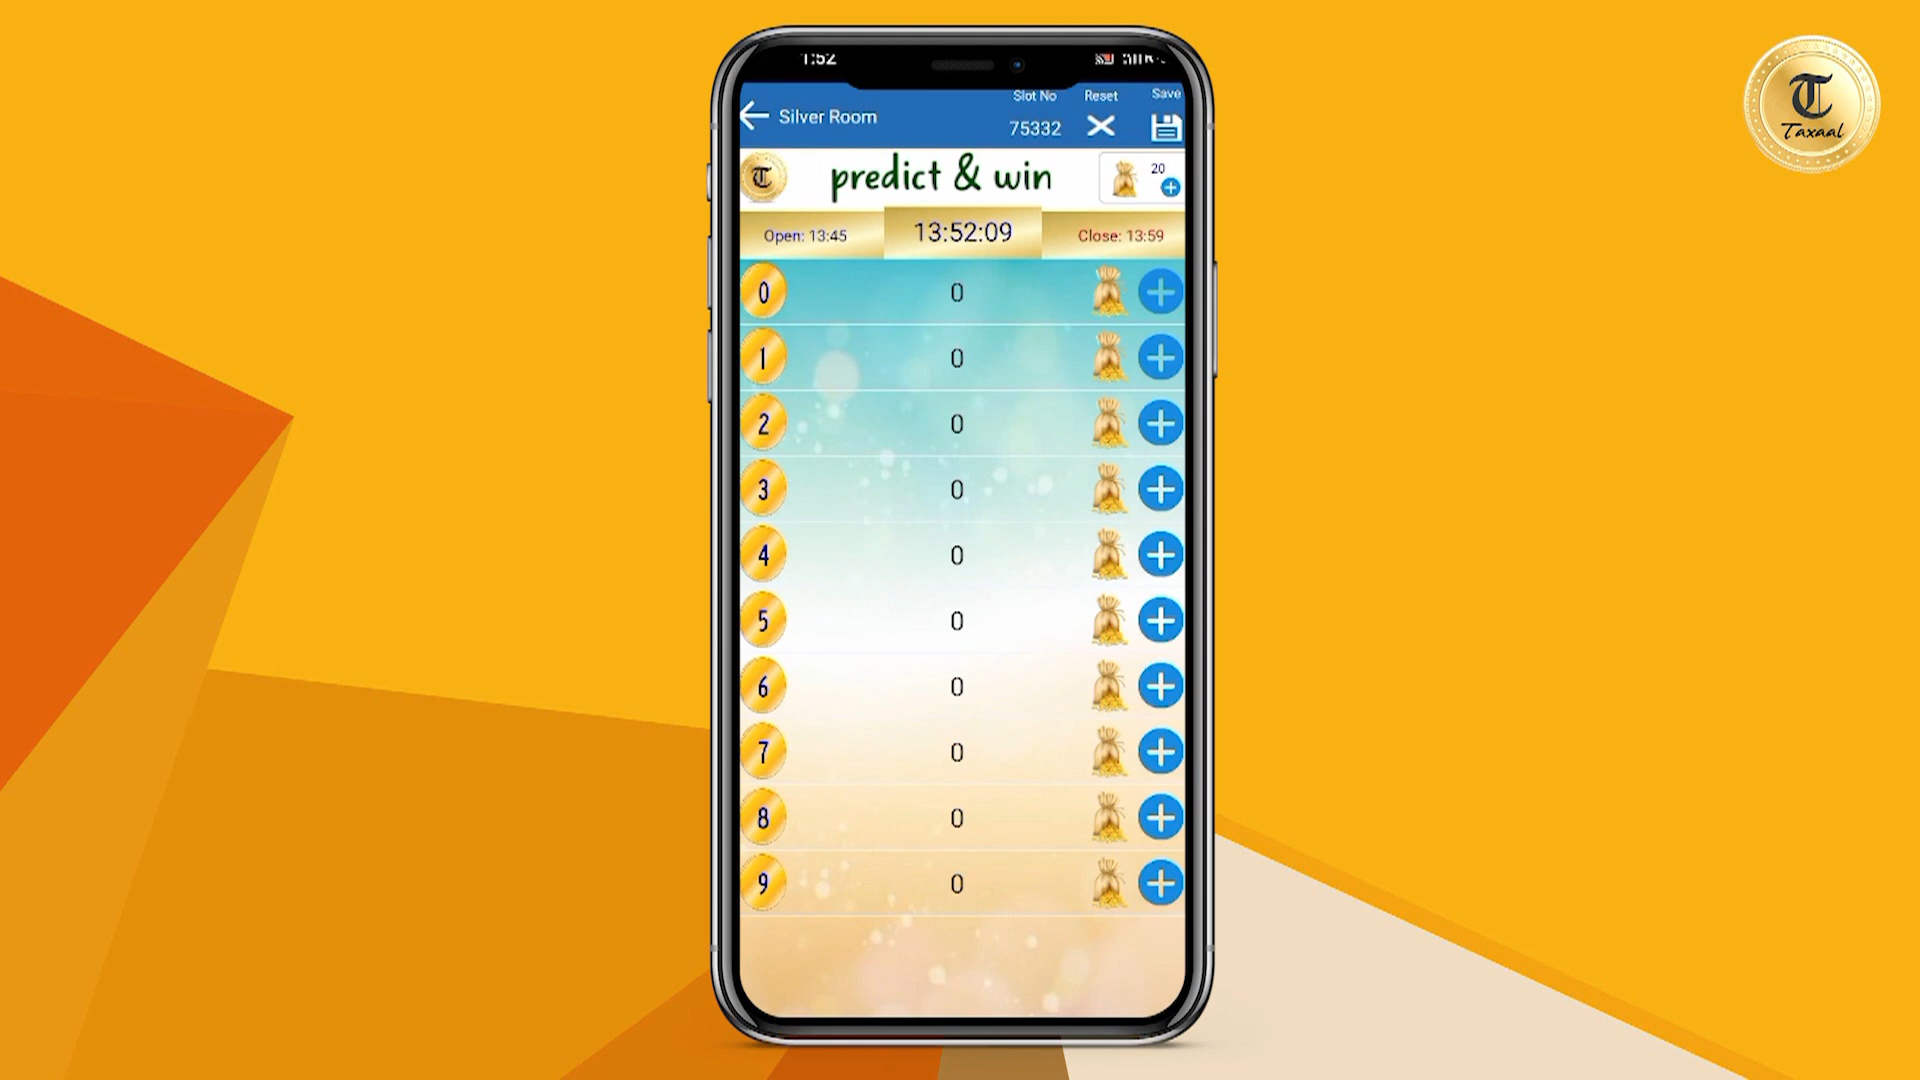 1:52
Silver Room
Slot No
75332
Reset
Save
T
predict & win
20
Open: 13:45
13:52:09
Close: 13:59
0 0
1 0
2 0
3 0
4 0
5 0
6 0
7 0
8 0
9 0
T
Taxaal